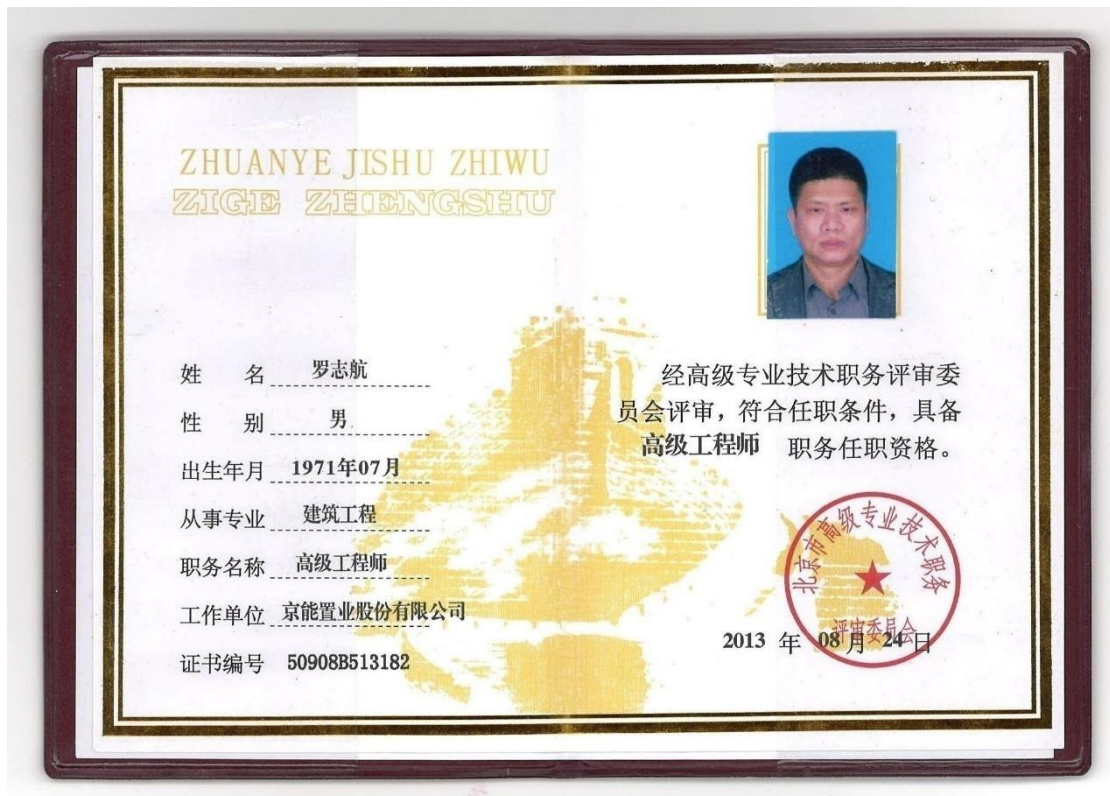 ZHUANYE JISHU ZHIWU
ZIGE ZHENGSHU
姓 名 罗志航
性 别 男
出生年月 1971年07月
从事专业 建筑工程
职务名称 高级工程师
工作单位 京能置业股份有限公司
证书编号 50908B513182
经高级专业技术职务评审委
员会评审，符合任职条件，具备
高级工程师 职务任职资格。
北京市高级专业技术职务
评审委员会
2013 年 08 月 24 日